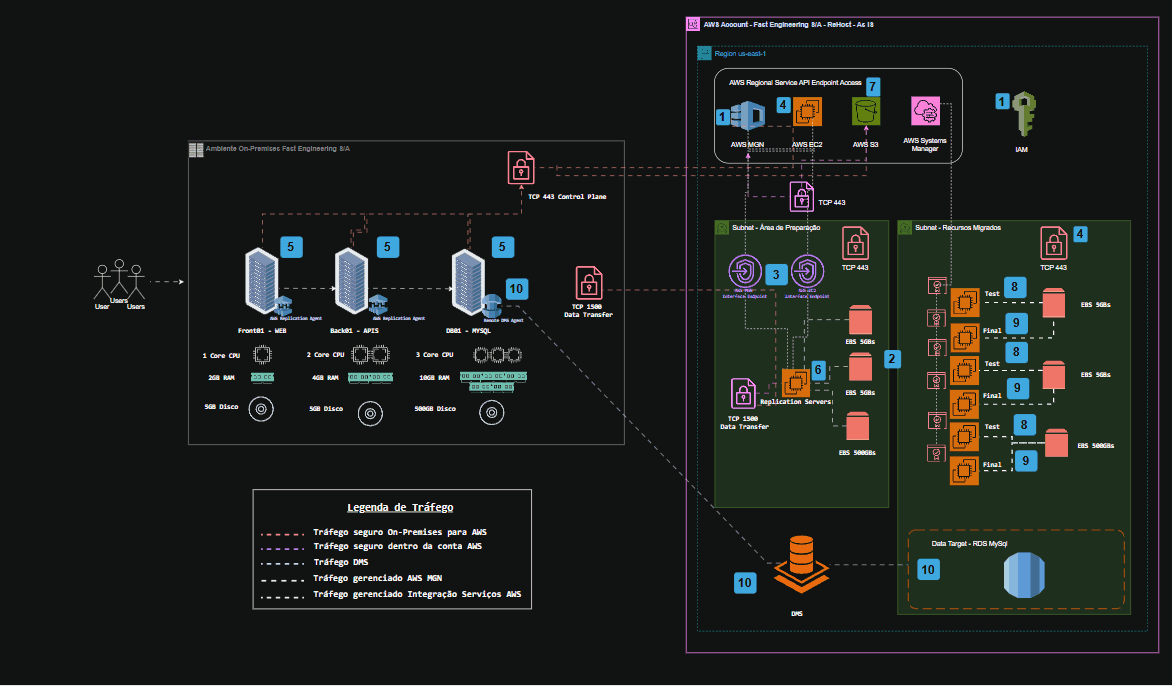 AWS Account - Fast Engineering S/A - ReHost - As IS
Region us-east-1
AWS Regional Service API Endpoint Access
7
4
1
1
AWS MGN
AWS EC2
AWS S3
AWS Systems
Manager
IAM
Ambiente On-Premises Fast Engineering S/A
TCP 443 Control Plane
TCP 443
5
5
5
10
Users
User
Users
AWS Replication Agent
AWS Replication Agent
Remote DMS Agent
Front01 - WEB
Back01 - APIS
DB01 - MYSQL
TCP 1500
Data Transfer
1 Core CPU
2 Core CPU
3 Core CPU
2GB RAM
4GB RAM
10GB RAM
5GB Disco
5GB Disco
500GB Disco
Subnet - Área de Preparação
TCP 443
3
Interface Endpoint
Interface Endpoint
EBS 5GBs
6
2
EBS 5GBs
Replication Servers
TCP 1500
Data Transfer
EBS 500GBs
Subnet - Recursos Migrados
TCP 443
4
Test
8
EBS 5GBs
Final
9
Test
8
EBS 5GBs
Final
9
Test
8
EBS 500GBs
Final
9
Data Target - RDS MySql
10
10
DMS
Legenda de Tráfego
Tráfego seguro On-Premises para AWS
Tráfego seguro dentro da conta AWS
Tráfego DMS
Tráfego gerenciado AWS MGN
Tráfego gerenciado Integração Serviços AWS